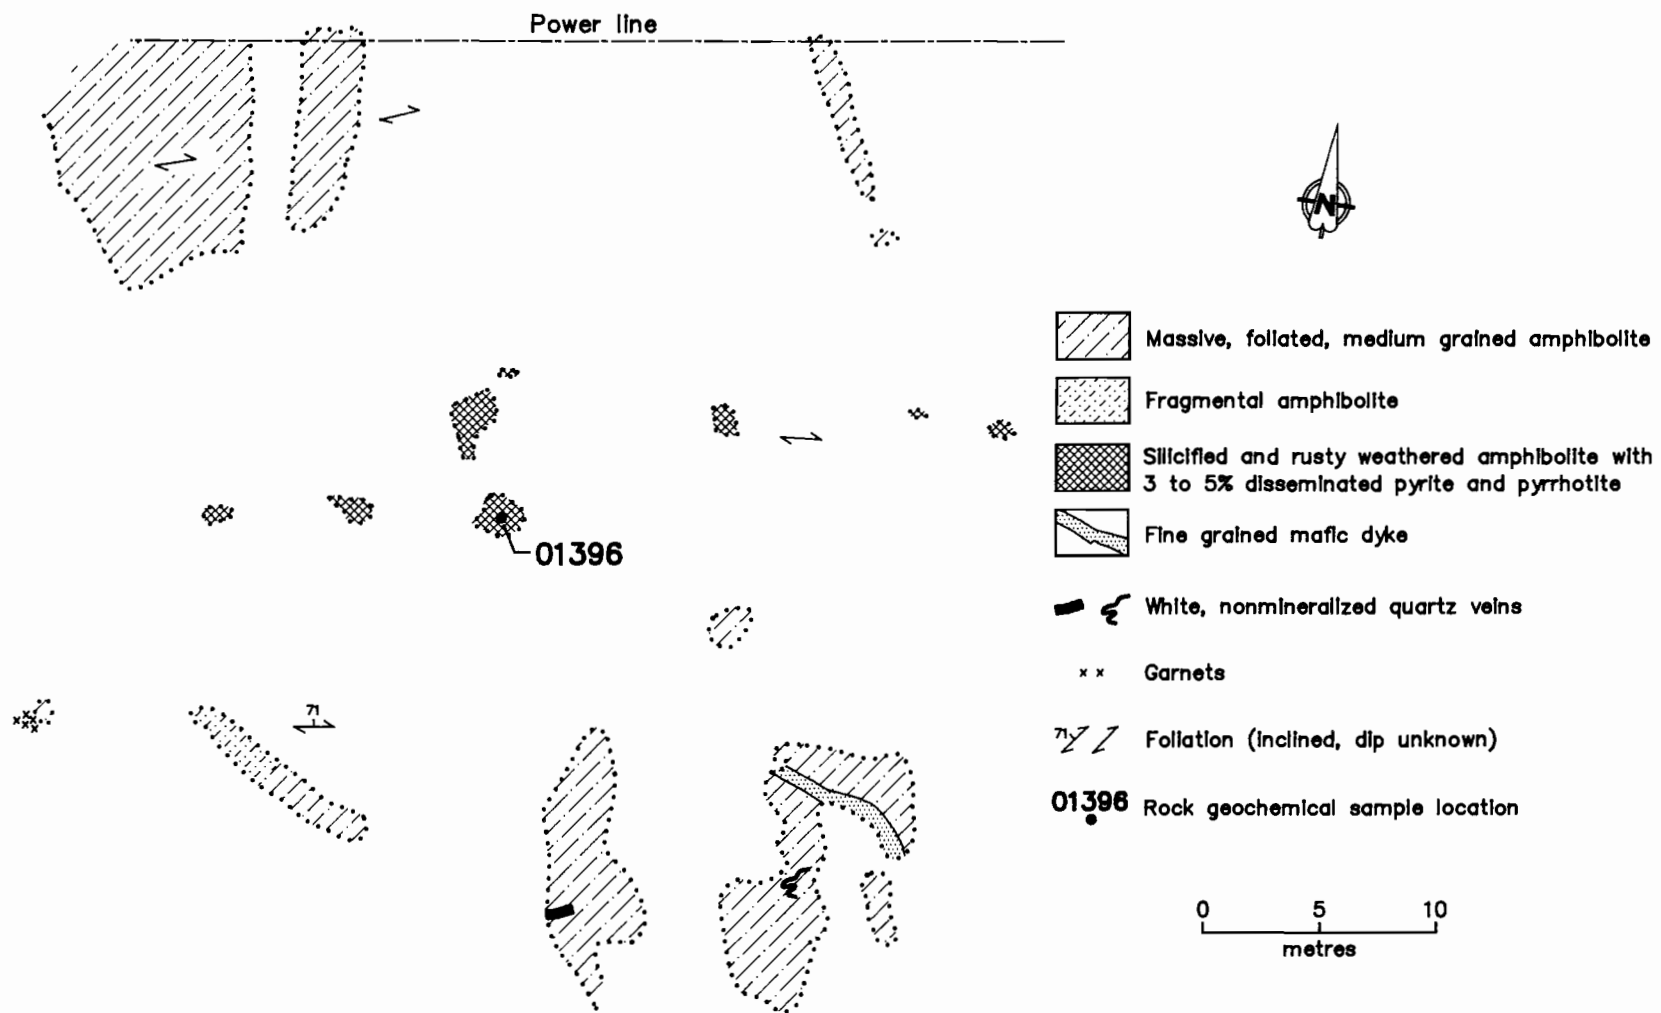 Power line
N
Massive, foliated, medium grained amphibolite
Fragmental amphibolite
Silicified and rusty weathered amphibolite with
3 to 5% disseminated pyrite and pyrrhotite
01396
Fine grained mafic dyke
White, nonmineralized quartz veins
Garnets
71
71 Foliation (inclined, dip unknown)
01396 Rock geochemical sample location
0 5 10
metres